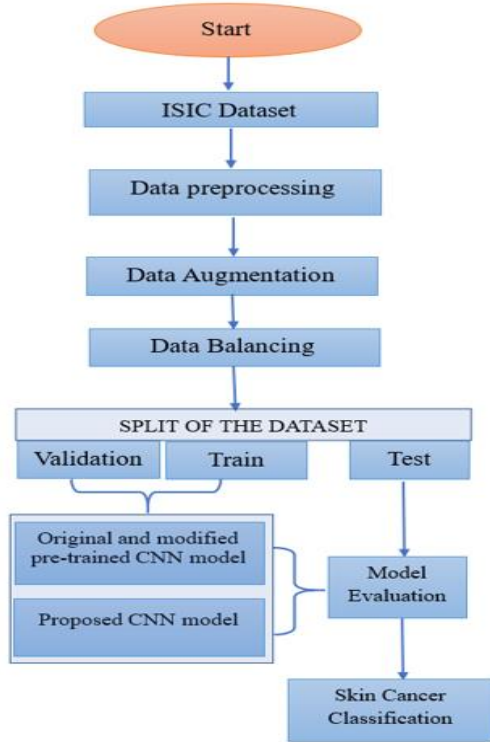 Start
ISIC Dataset
Data preprocessing
Data Augmentation
Data Balancing
SPLIT OF THE DATASET
Validation
Train
Test
Original and modified
pre-trained CNN model
Proposed CNN model
Model
Evaluation
Skin Cancer
Classification